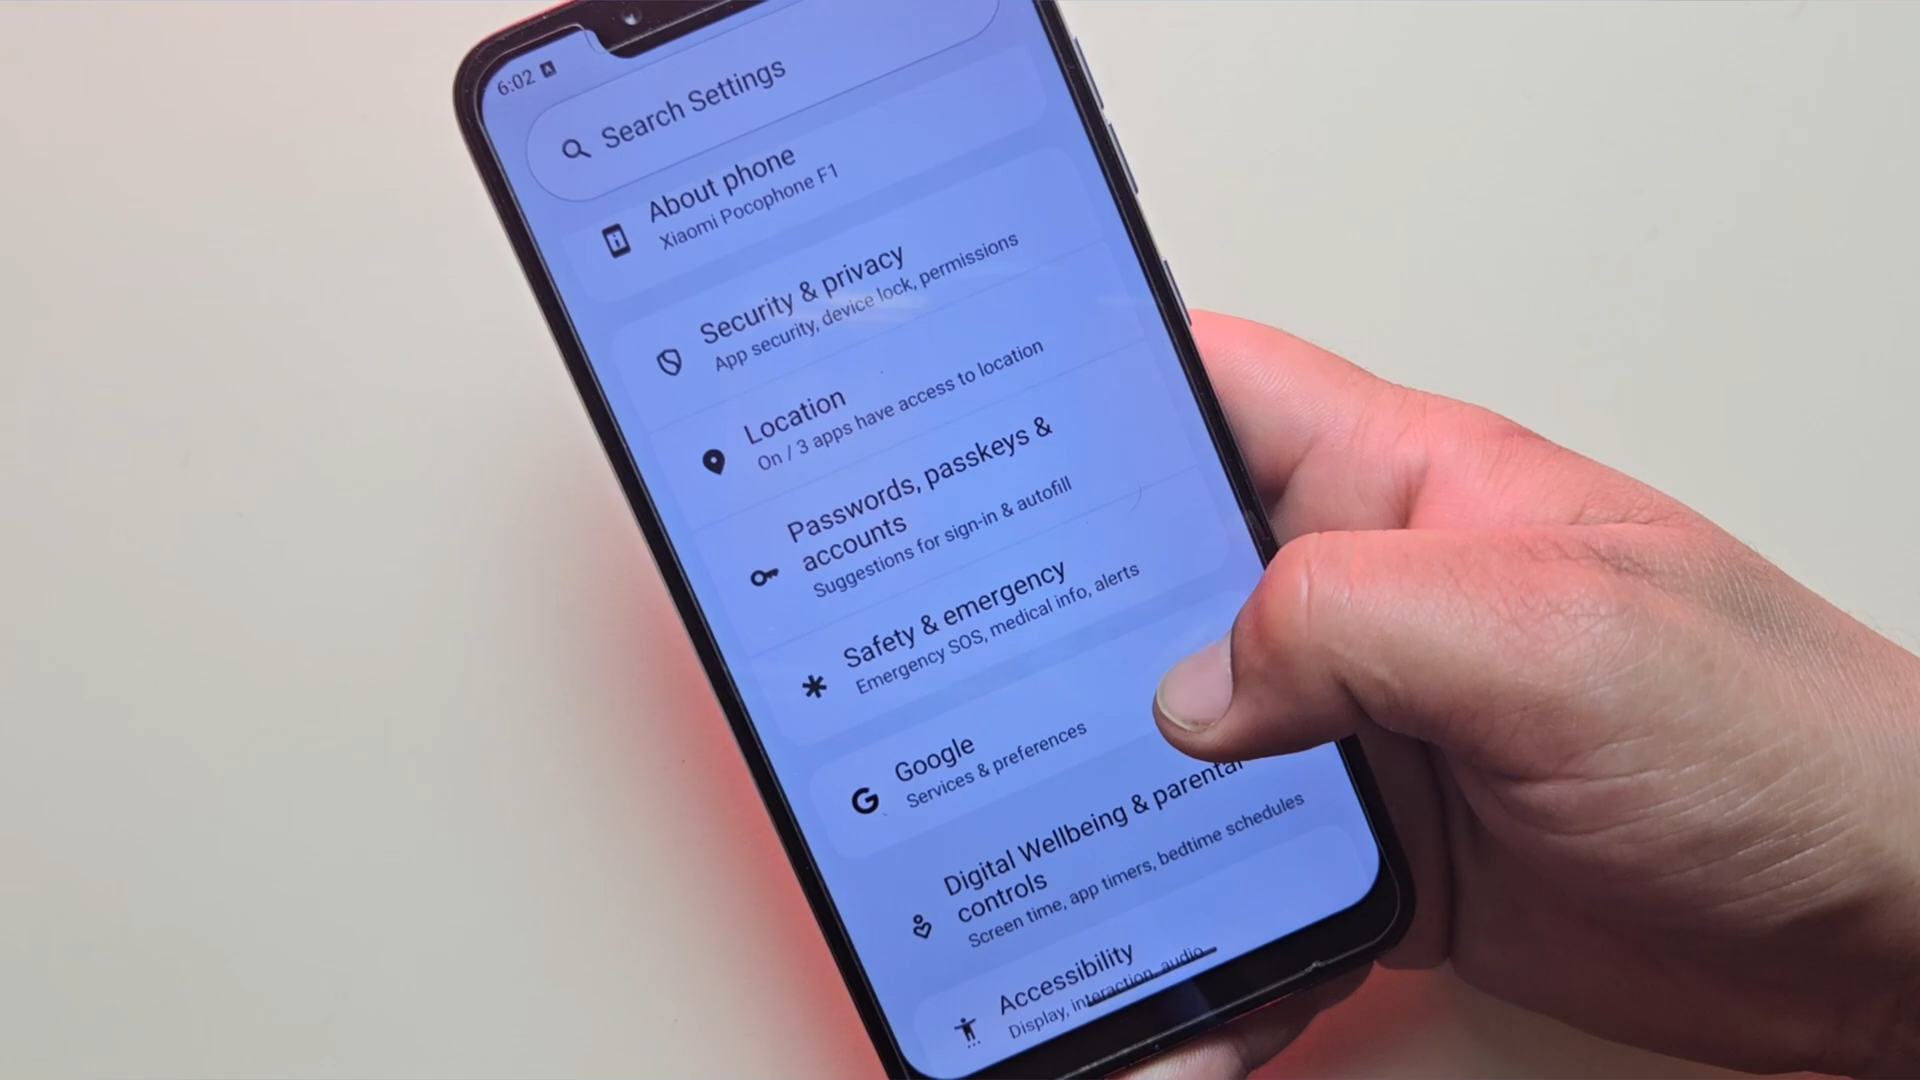 6:02
Search Settings
About phone
Xiaomi Pocophone F1
Security & privacy
App security, device lock, permissions
Location
On / 3 apps have access to location
Passwords, passkeys &
accounts
Suggestions for sign-in & autofill
Safety & emergency
Emergency SOS, medical info, alerts
Google
Services & preferences
Digital Wellbeing & parental
controls
Screen time, app timers, bedtime schedules
Accessibility
Display, interaction, audio